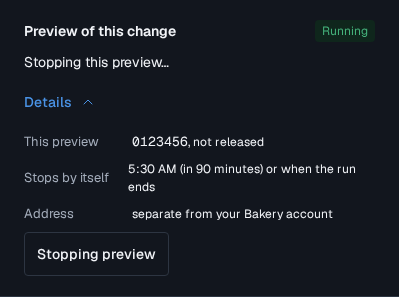 Preview of this change
Running
Stopping this preview...
Details
This preview 0123456, not released
Stops by itself 5:30 AM (in 90 minutes) or when the run
ends
Address separate from your Bakery account
Stopping preview